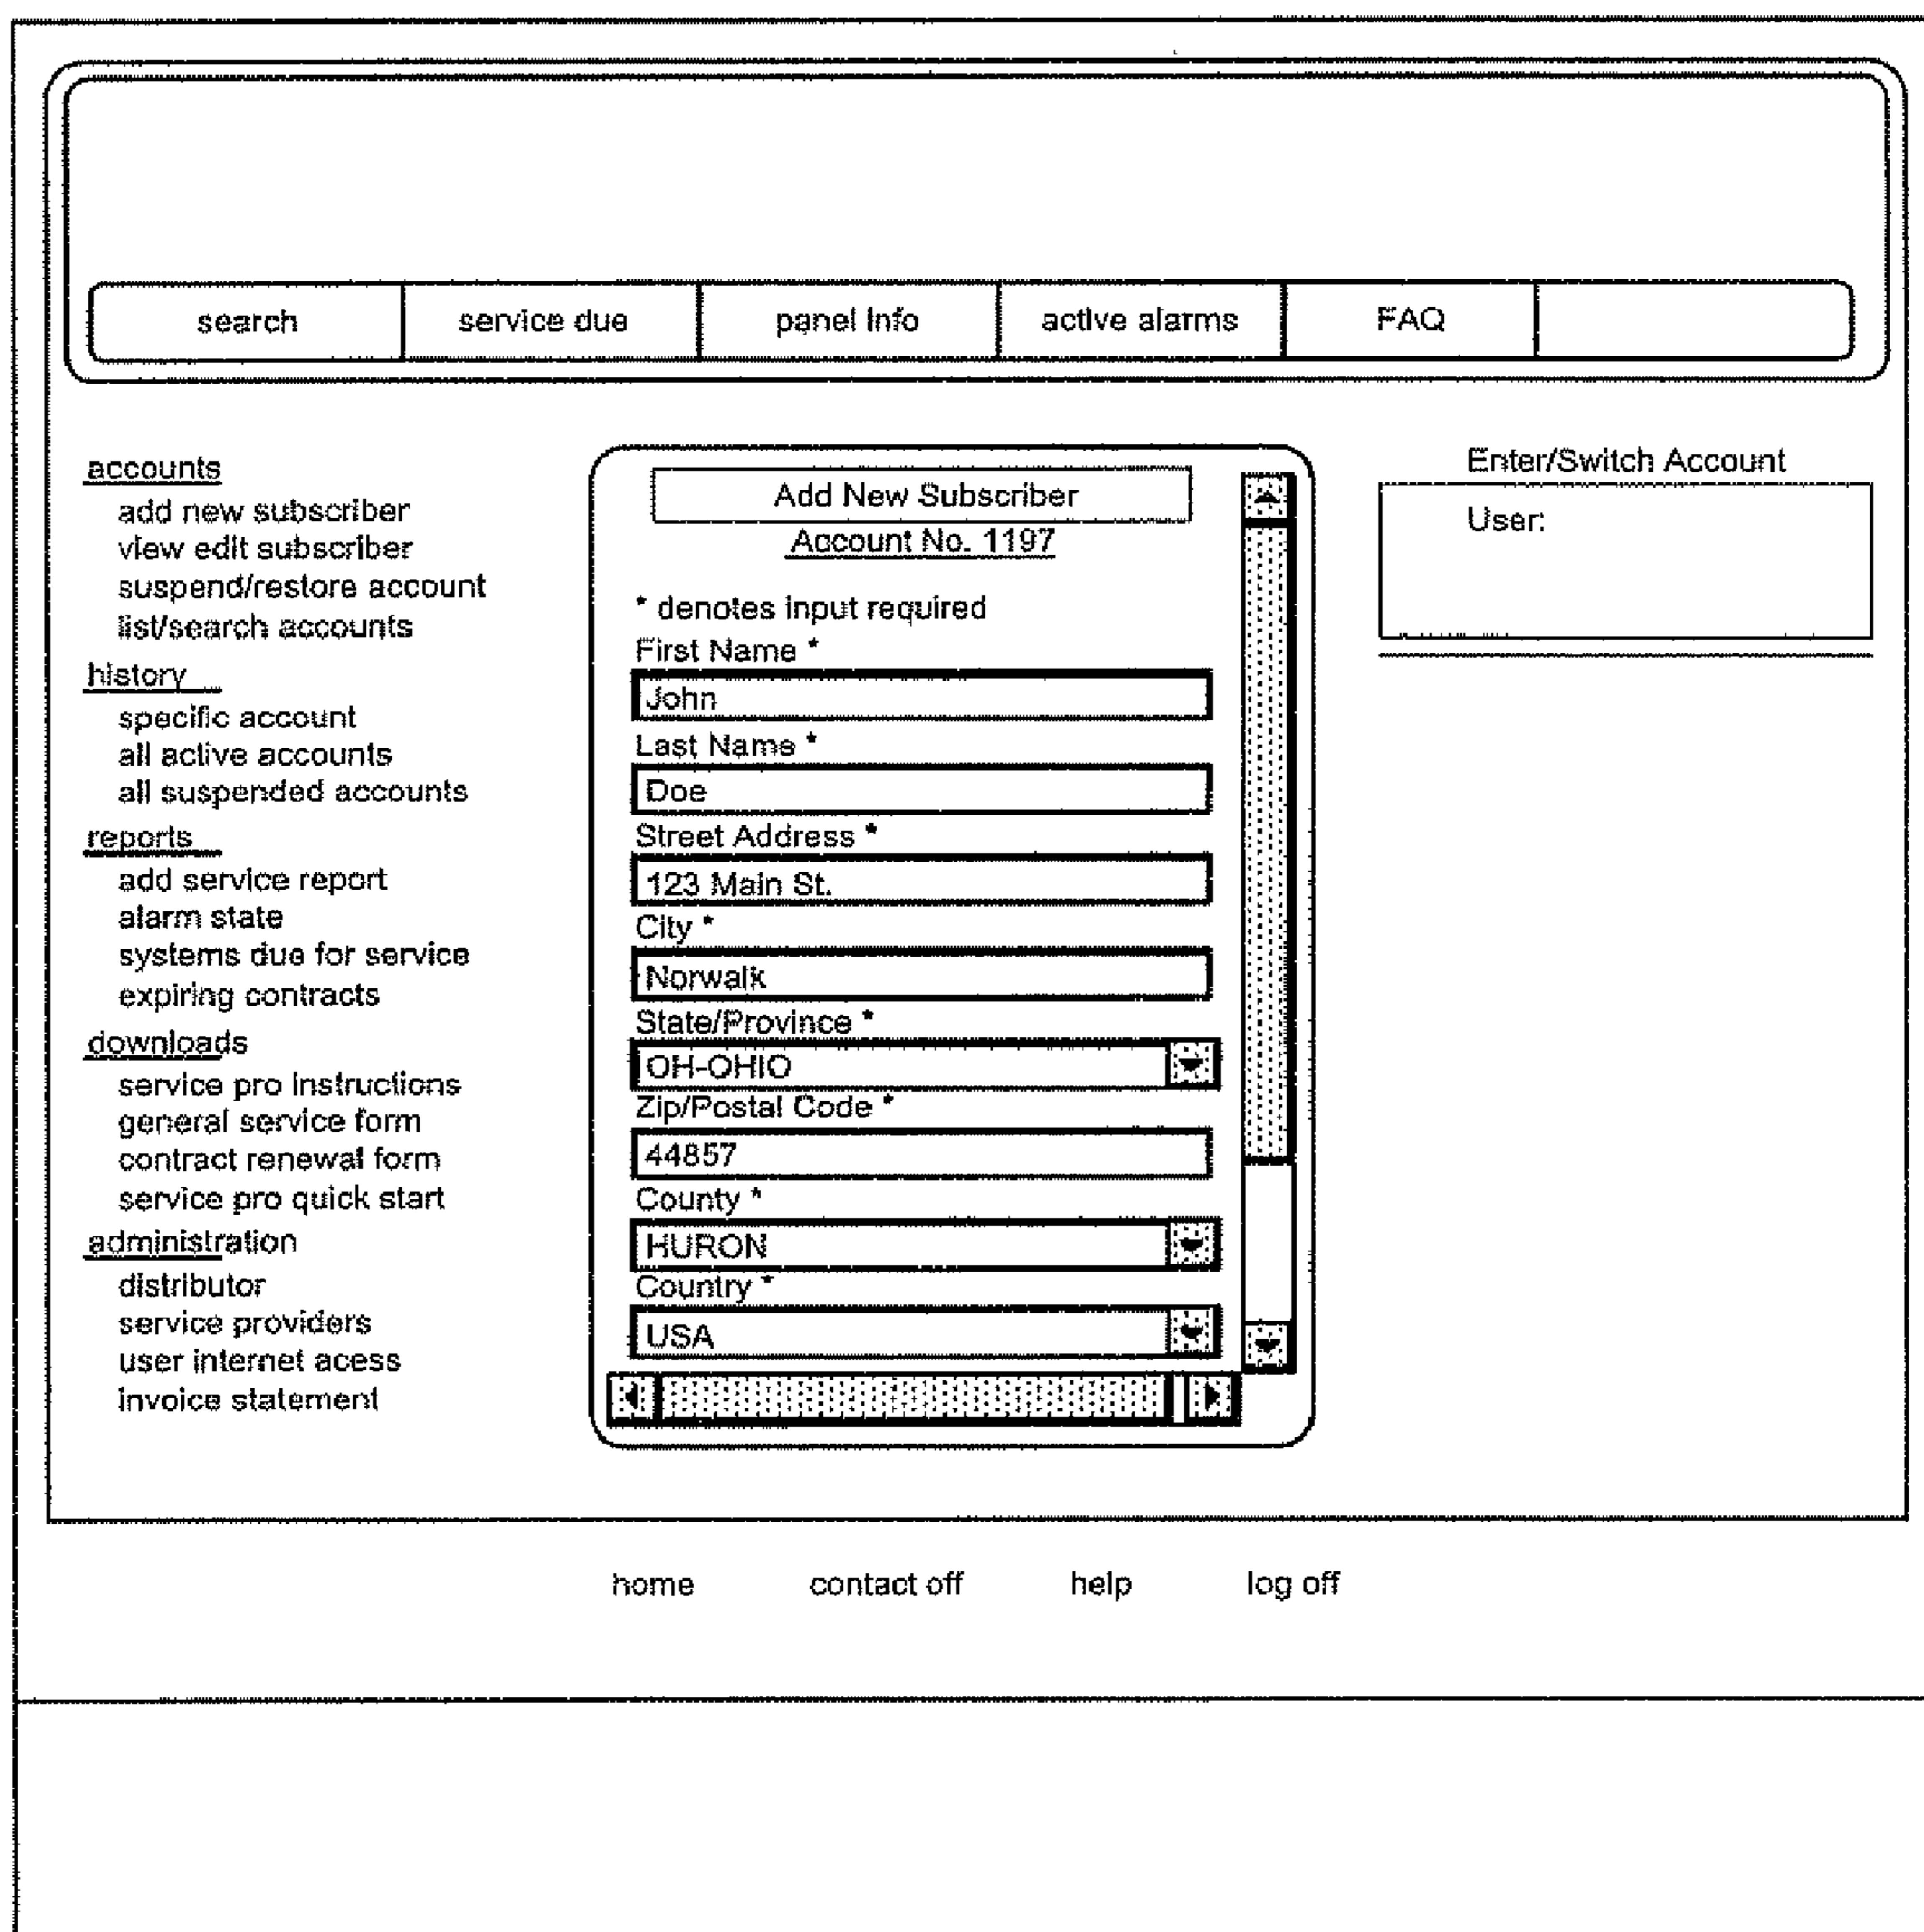 search service due panel Info active alarms FAQ
accounts
add new subscriber
view edit subscriber
suspend/restore account
list/search accounts
history
specific account
all active accounts
all suspended accounts
reports
add service report
alarm state
systems due for service
expiring contracts
downloads
service pro Instructions
general service form
contract renewal form
service pro quick start
administration
distributor
service providers
user internet acess
invoice statement
Add New Subscriber
Account No. 1197
* denotes input required
First Name *
John
Last Name *
Doe
Street Address *
123 Main St.
City *
Norwalk
State/Province *
OH-OHIO
Zip/Postal Code *
44857
County *
HURON
Country *
USA
Enter/Switch Account
User:
home contact off help log off